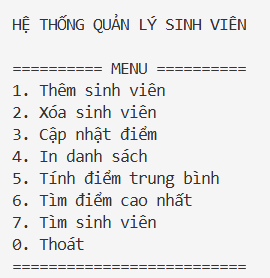 HỆ THỐNG QUẢN LÝ SINH VIÊN
========== MENU ==========
1. Thêm sinh viên
2. Xóa sinh viên
3. Cập nhật điểm
4. In danh sách
5. Tính điểm trung bình
6. Tìm điểm cao nhất
7. Tìm sinh viên
0. Thoát
==========================